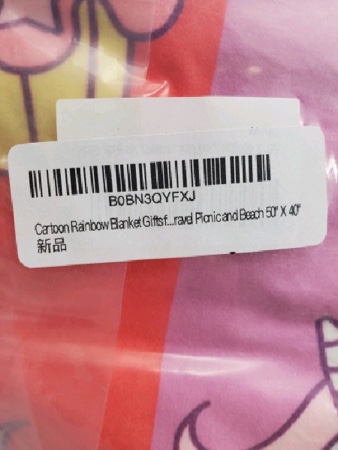 B0BN3QYFXJ
Cartoon Rainbow Blanket Gifts f...ravel Picnic and Beach 50" X 40"
新品